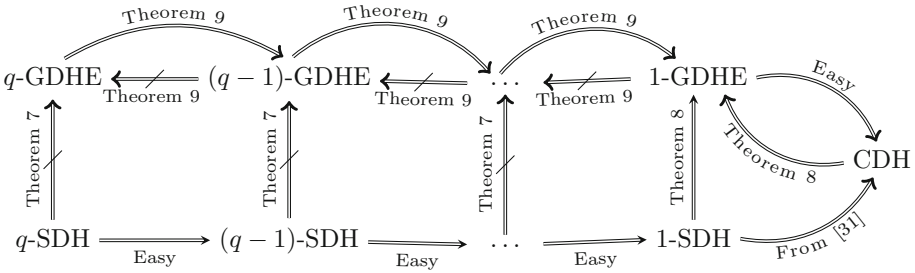 Theorem 9 Theorem 9 Theorem 9
q-GDHE (q − 1)-GDHE ... 1-GDHE Easy
Theorem 9 Theorem 9 Theorem 9
Theorem 7 Theorem 7 Theorem 7 Theorem 8 Theorem 8 CDH
q-SDH (q − 1)-SDH ... 1-SDH From [31]
Easy Easy Easy